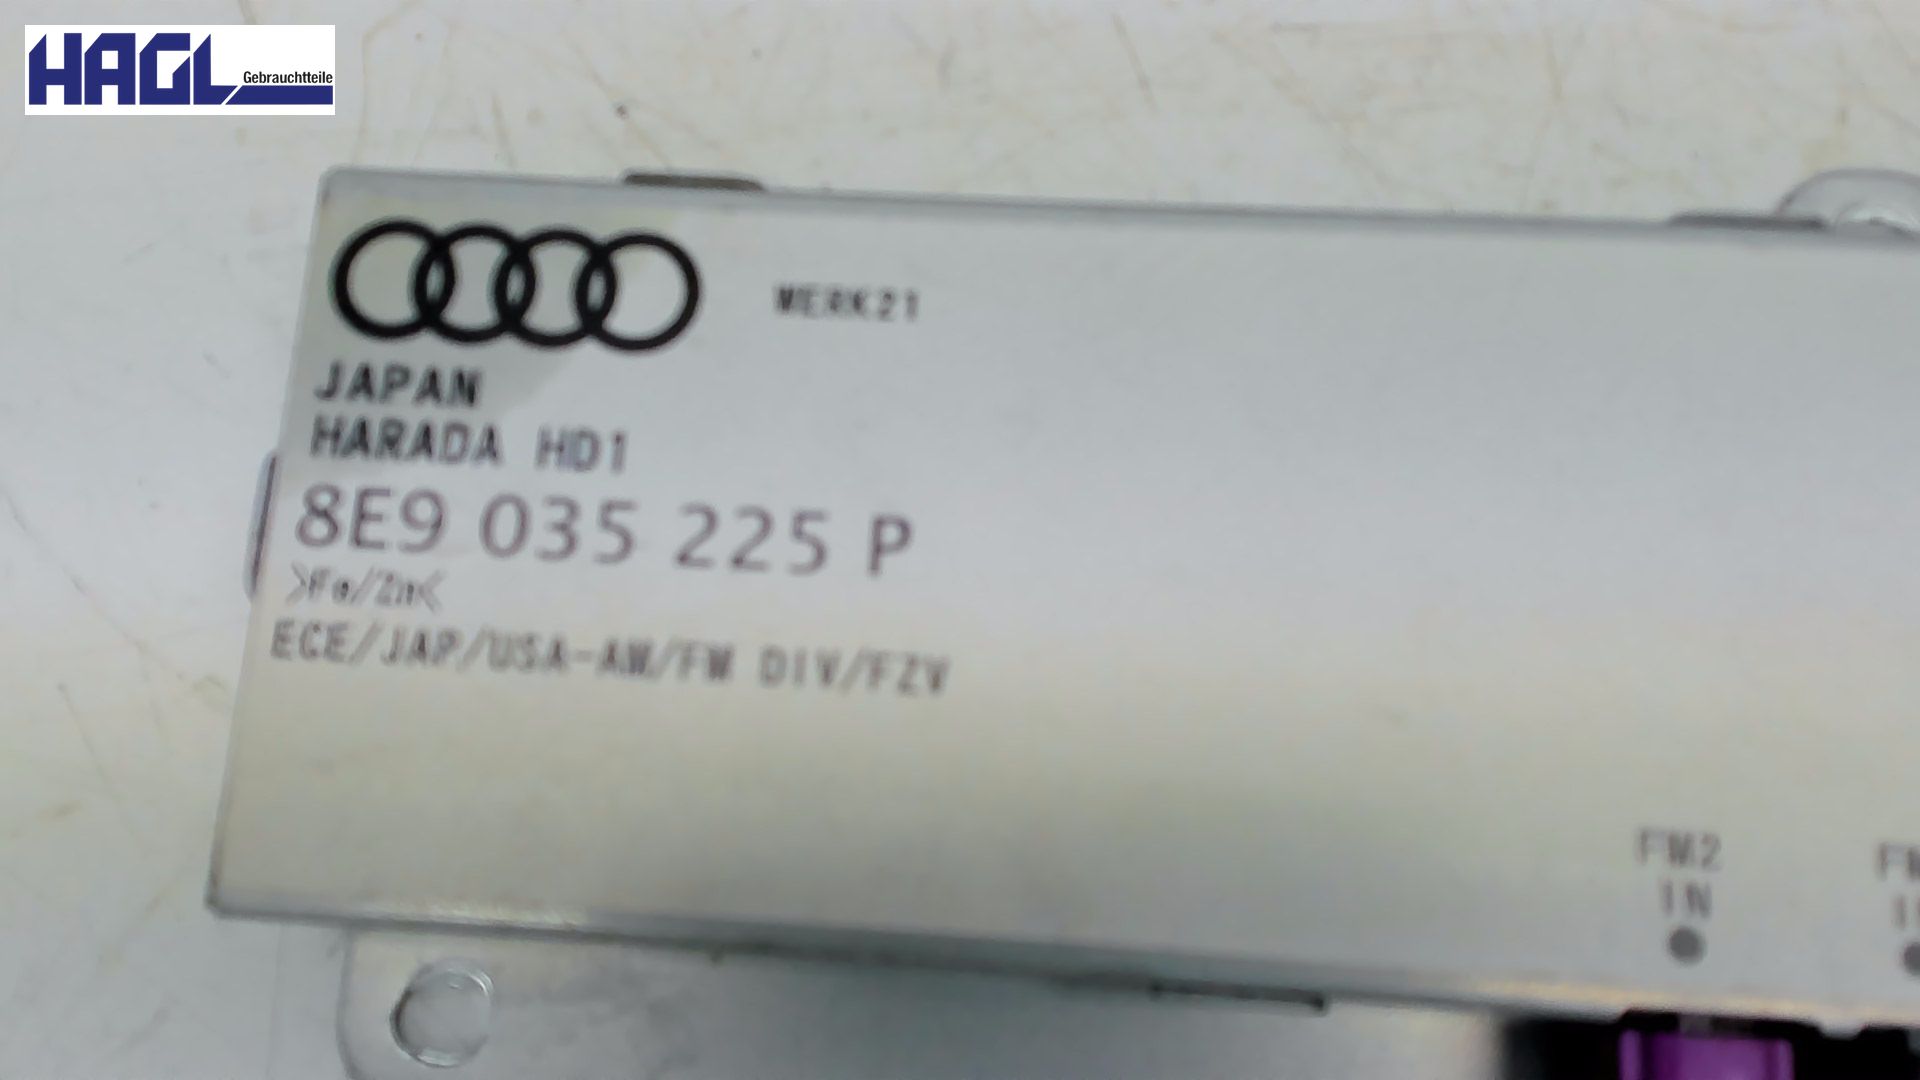 HAGL
Gebrauchtteile
WERK21
JAPAN
HARADA HD1
8E9 035 225 P
>Fe/Zn<
ECE/JAP/USA-AM/FM DIV/FZV
FM2
IN